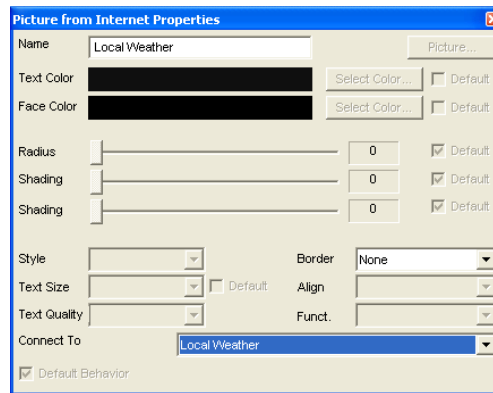 Picture from Internet Properties
Name Local Weather Picture...
Text Color Select Color... Default
Face Color Select Color... Default
Radius 0 Default
Shading 0 Default
Shading 0 Default
Style Border None
Text Size Default Align
Text Quality Funct.
Connect To Local Weather
Default Behavior